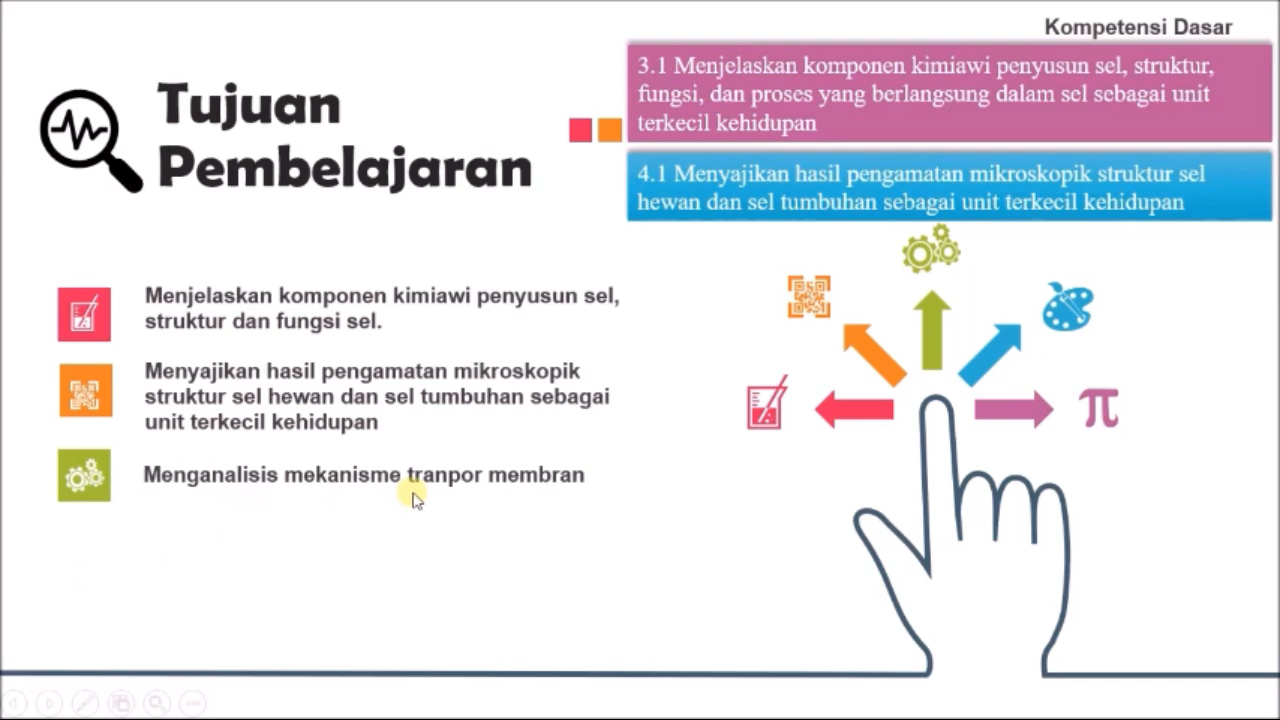 Kompetensi Dasar
3.1 Menjelaskan komponen kimiawi penyusun sel, struktur,
fungsi, dan proses yang berlangsung dalam sel sebagai unit
terkecil kehidupan
4.1 Menyajikan hasil pengamatan mikroskopik struktur sel
hewan dan sel tumbuhan sebagai unit terkecil kehidupan
Tujuan
Pembelajaran
Menjelaskan komponen kimiawi penyusun sel,
struktur dan fungsi sel.
Menyajikan hasil pengamatan mikroskopik
struktur sel hewan dan sel tumbuhan sebagai
unit terkecil kehidupan
Menganalisis mekanisme tranpor membran
π